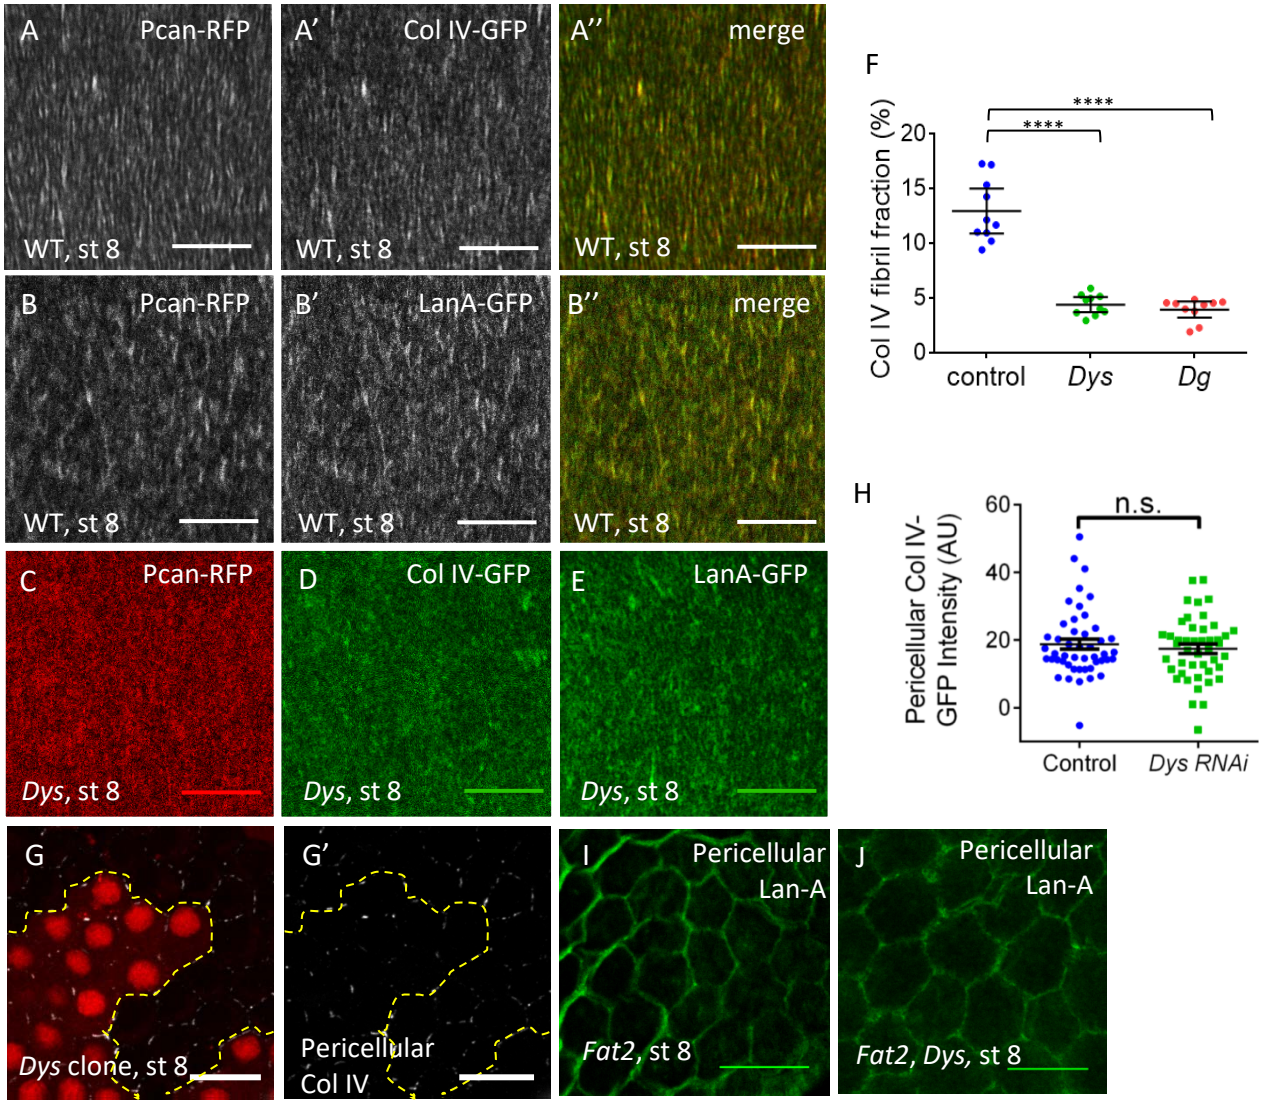 A
Pcan-RFP
A’
Col IV-GFP
A’’
merge
WT, st 8
WT, st 8
WT, st 8
B
Pcan-RFP
B’
LanA-GFP
B’’
merge
WT, st 8
WT, st 8
WT, st 8
C
Pcan-RFP
D
Col IV-GFP
E
LanA-GFP
Dys, st 8
Dys, st 8
Dys, st 8
F
Col IV fibril fraction (%)
20
15
10
5
0
****
****
control
Dys
Dg
G
Dys clone, st 8
G’
Pericellular
Col IV
H
Pericellular Col IV-
GFP Intensity (AU)
60
40
20
0
n.s.
Control
Dys RNAi
I
Pericellular
Lan-A
Fat2, st 8
J
Pericellular
Lan-A
Fat2, Dys, st 8